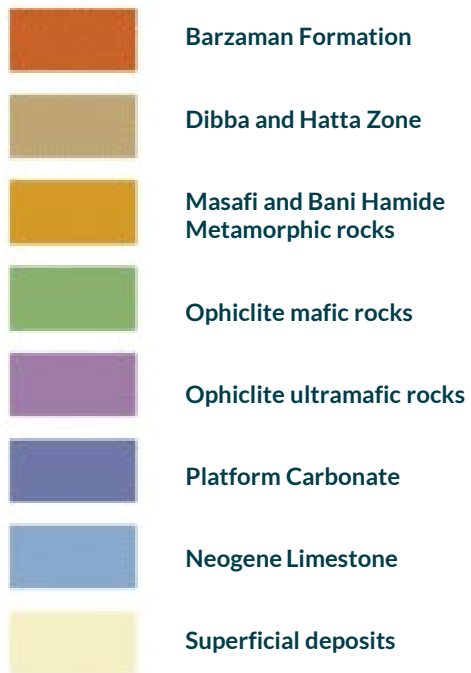 Barzaman Formation
Dibba and Hatta Zone
Masafi and Bani Hamide
Metamorphic rocks
Ophiclite mafic rocks
Ophiclite ultramafic rocks
Platform Carbonate
Neogene Limestone
Superficial deposits